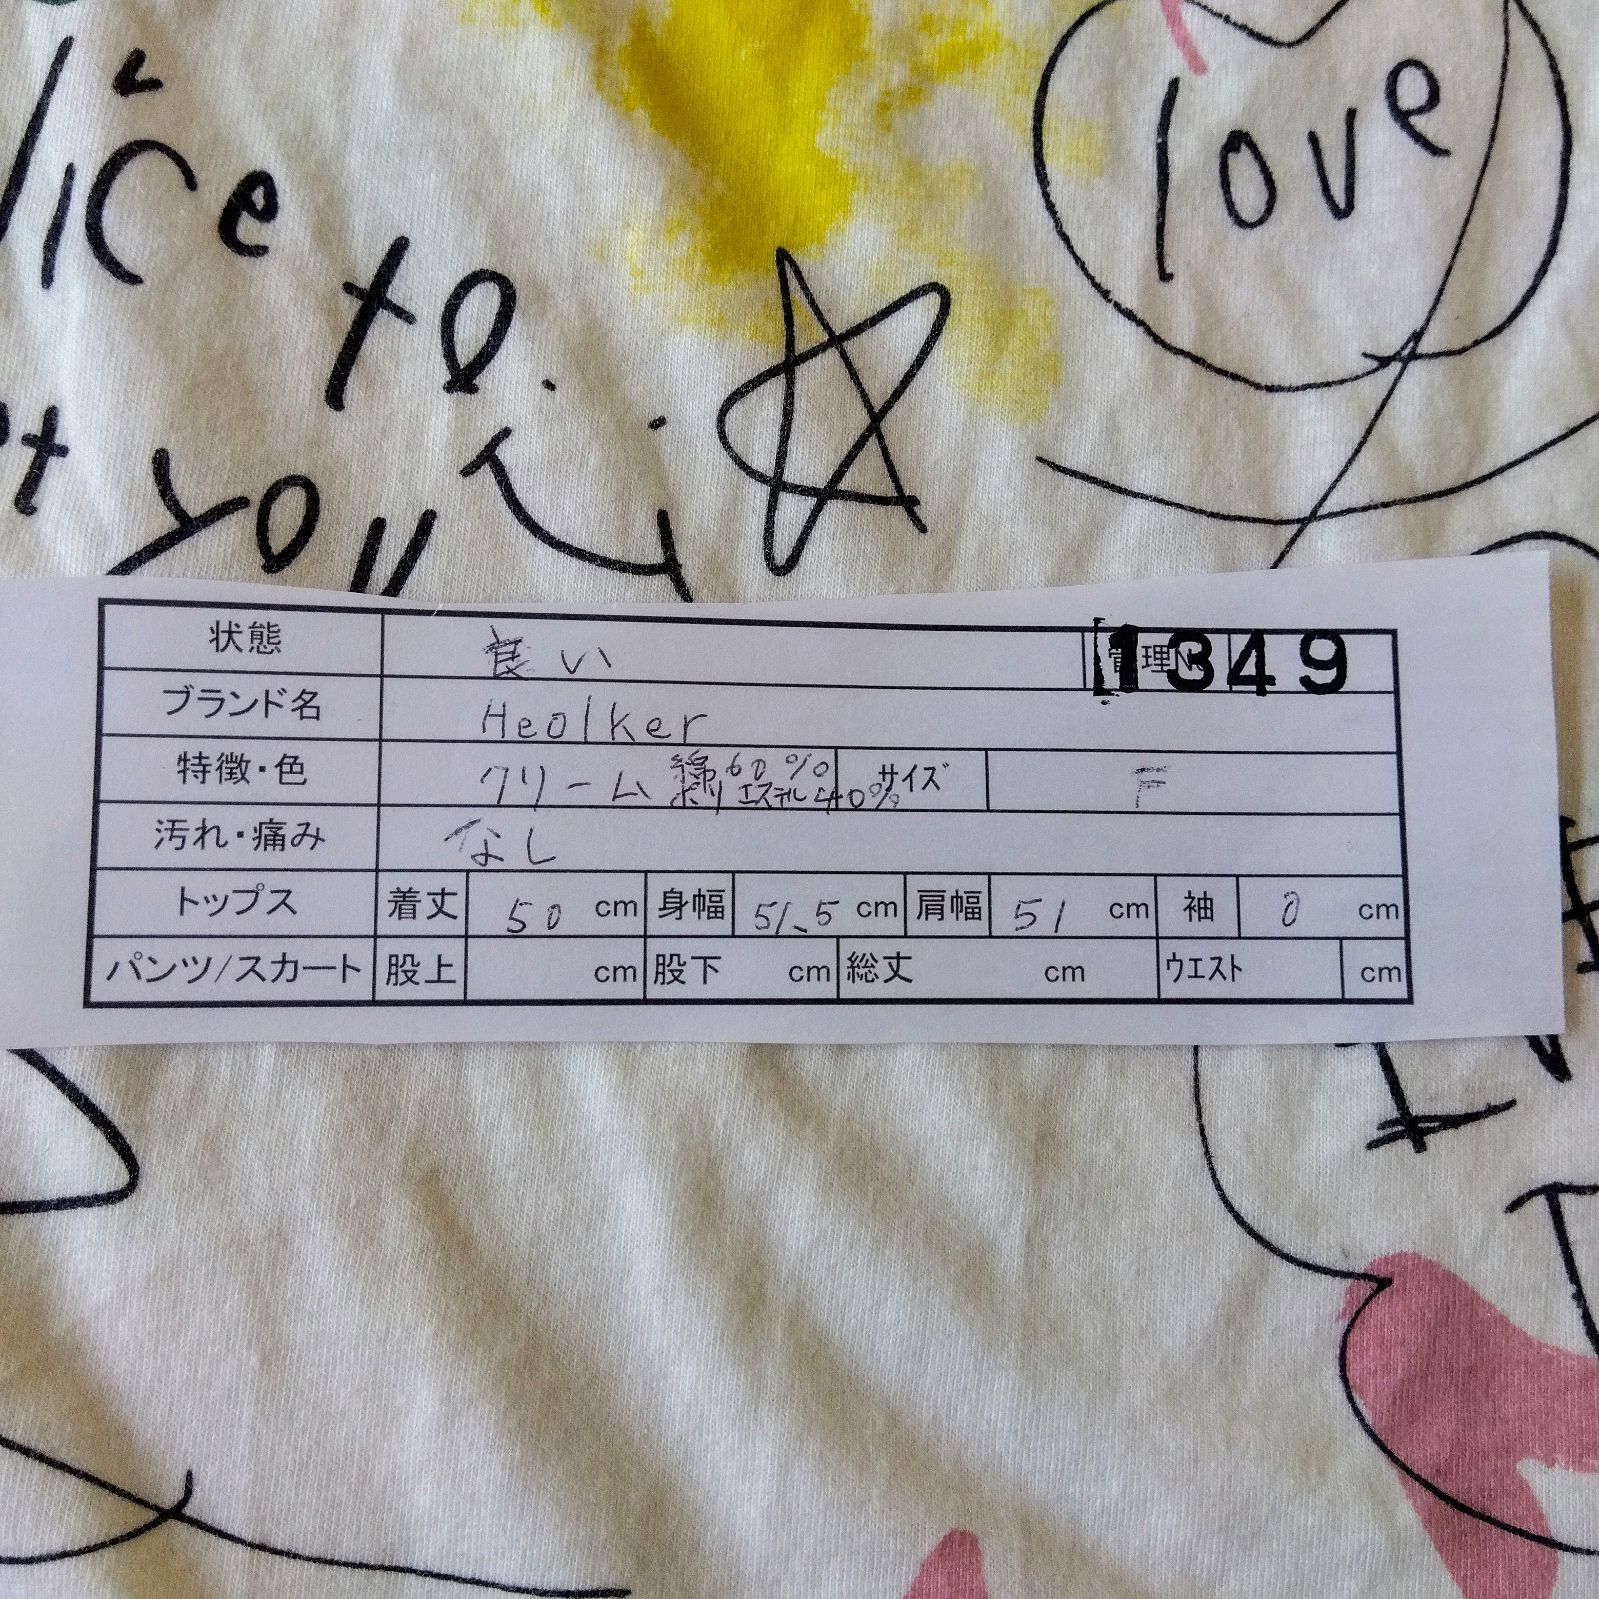 love
Nice to
you
状態 良い 管理No 1349
ブランド名 Heolker
特徴・色 クリーム 綿60% ポリエステル40% サイズ F
汚れ・痛み なし
トップス 着丈 50 cm 身幅 51.5 cm 肩幅 51 cm 袖 0 cm
パンツ/スカート 股上 cm 股下 cm 総丈 cm ウエスト cm